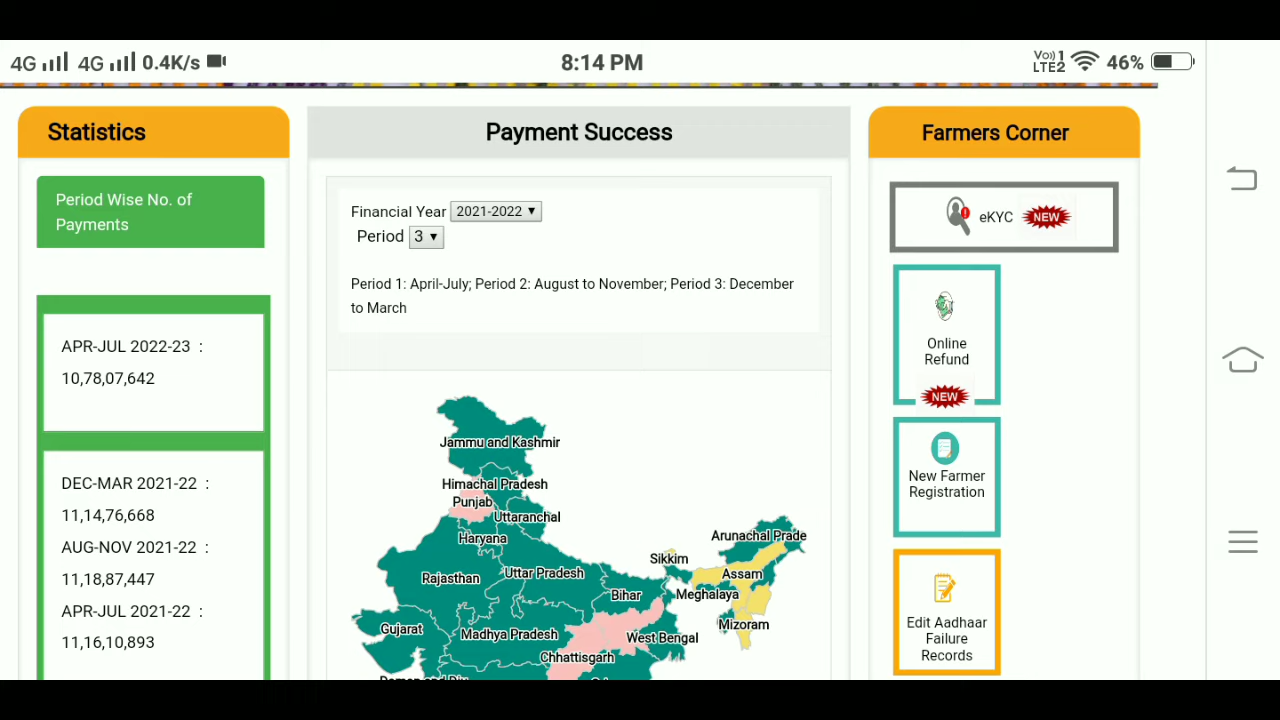 4G 4G 0.4K/s 8:14 PM Vo)) 1 LTE2 46%
Statistics
Period Wise No. of
Payments
APR-JUL 2022-23 :
10,78,07,642
DEC-MAR 2021-22 :
11,14,76,668
AUG-NOV 2021-22 :
11,18,87,447
APR-JUL 2021-22 :
11,16,10,893
Payment Success
Financial Year 2021-2022
Period 3
Period 1: April-July; Period 2: August to November; Period 3: December
to March
Jammu and Kashmir
Himachal Pradesh
Punjab
Uttaranchal
Haryana
Arunachal Prade
Sikkim
Rajasthan
Uttar Pradesh
Assam
Bihar
Meghalaya
Gujarat
Madhya Pradesh
West Bengal
Mizoram
Chhattisgarh
Farmers Corner
eKYC NEW
Online
Refund
NEW
New Farmer
Registration
Edit Aadhaar
Failure
Records